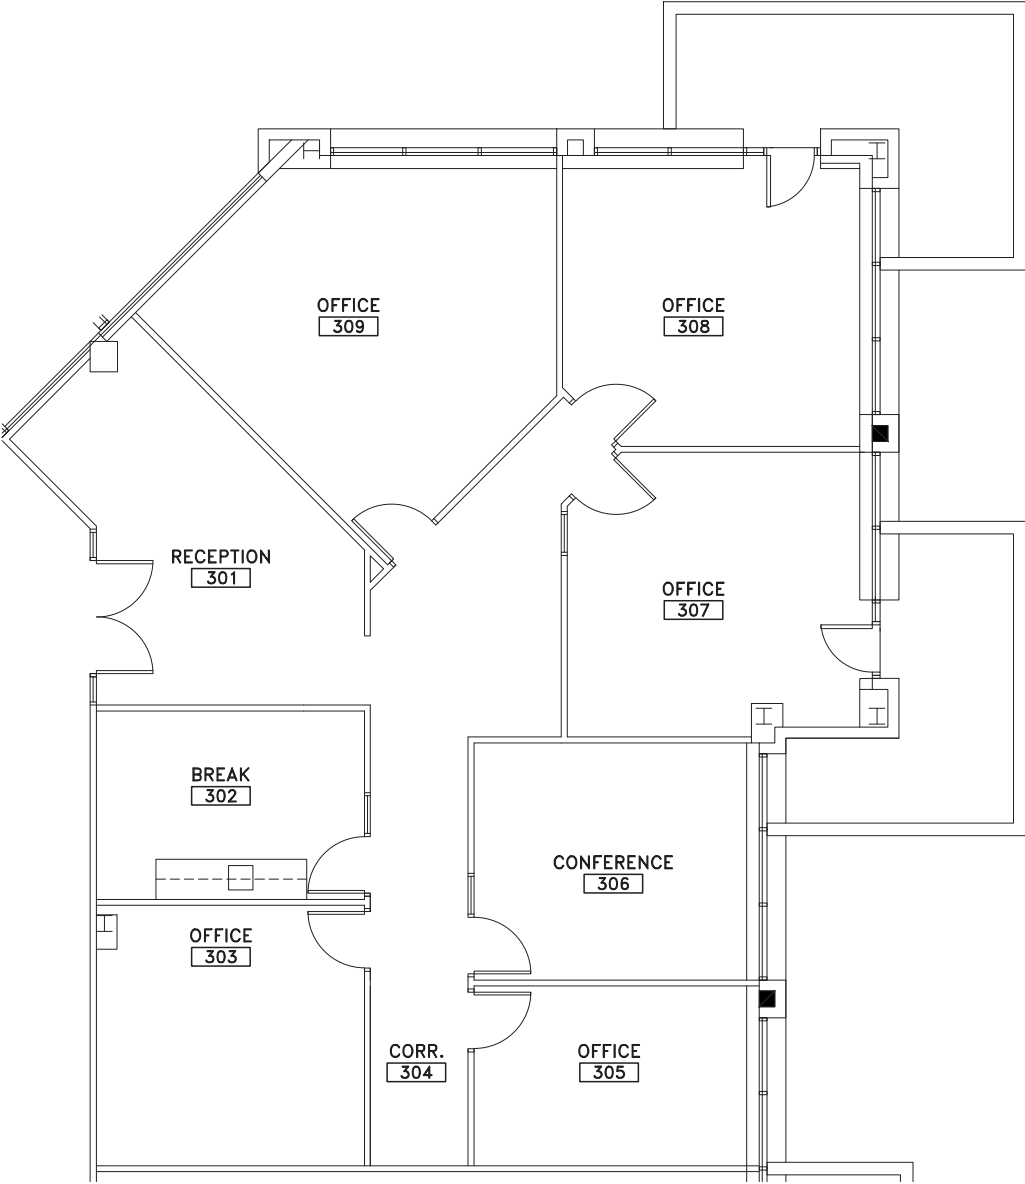 OFFICE
309
OFFICE
308
RECEPTION
301
OFFICE
307
BREAK
302
CONFERENCE
306
OFFICE
303
CORR.
304
OFFICE
305